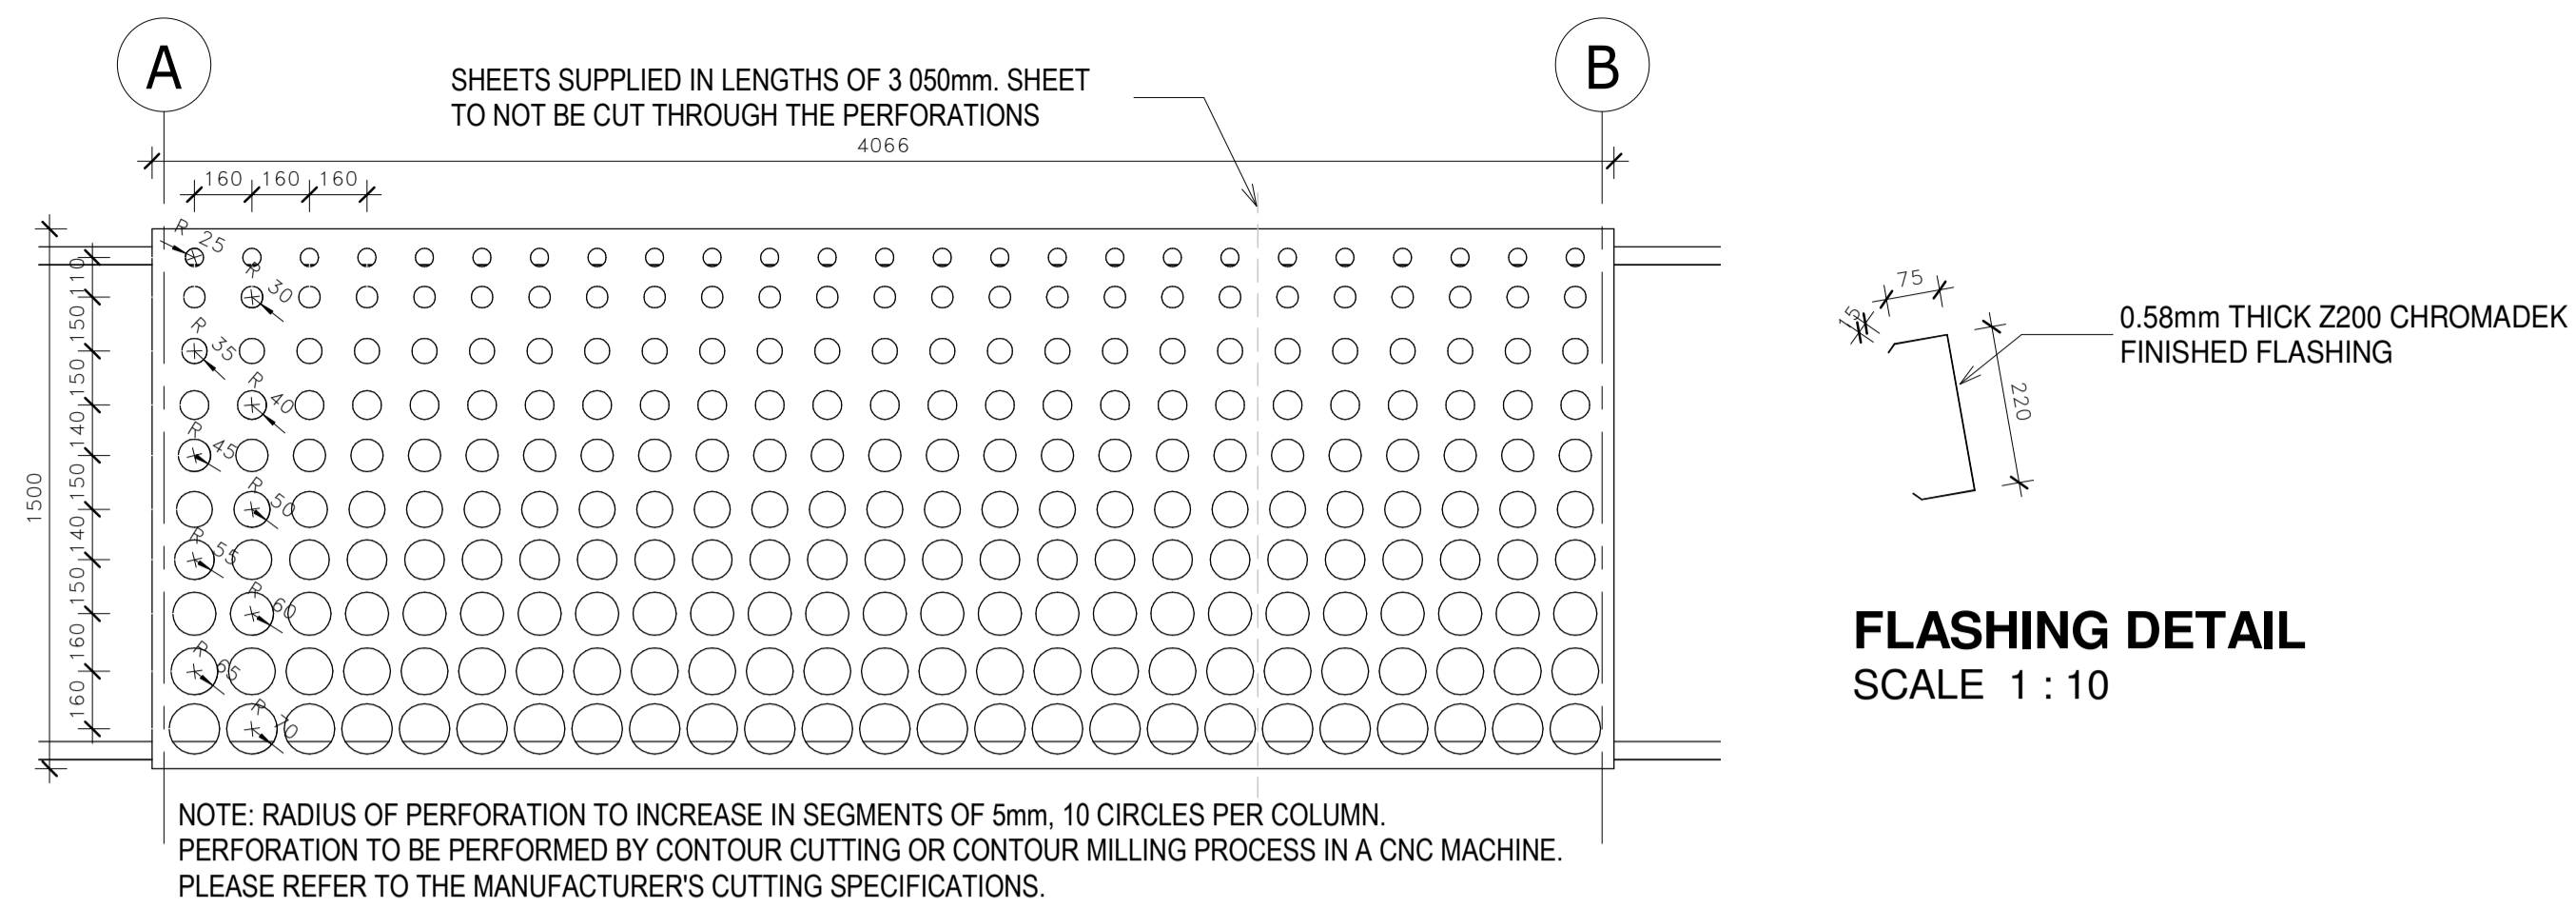 A
B
SHEETS SUPPLIED IN LENGTHS OF 3 050mm. SHEET
TO NOT BE CUT THROUGH THE PERFORATIONS
4066
160 160 160
R 25
R 30
R 35
R 40
R 45
R 50
R 55
R 60
R 65
R 70
1500
110
150
150
140
150
140
150
160
160
NOTE: RADIUS OF PERFORATION TO INCREASE IN SEGMENTS OF 5mm, 10 CIRCLES PER COLUMN.
PERFORATION TO BE PERFORMED BY CONTOUR CUTTING OR CONTOUR MILLING PROCESS IN A CNC MACHINE.
PLEASE REFER TO THE MANUFACTURER'S CUTTING SPECIFICATIONS.
15
75
220
0.58mm THICK Z200 CHROMADEK
FINISHED FLASHING
FLASHING DETAIL
SCALE 1 : 10